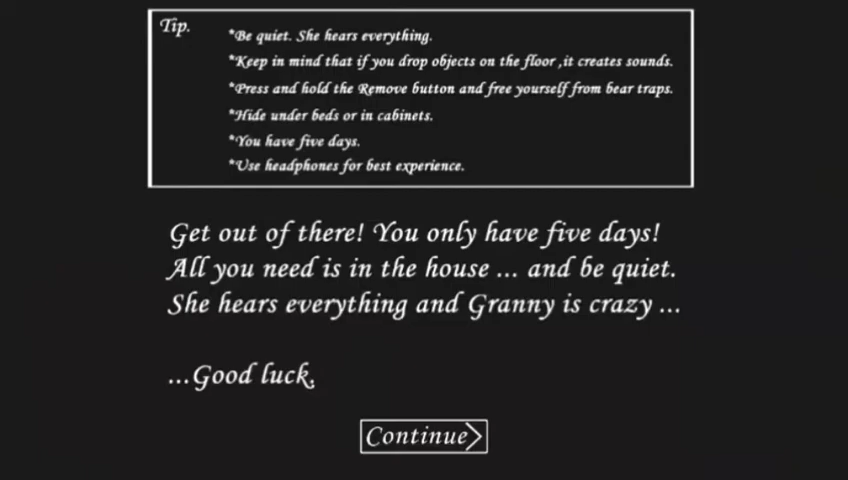 Tip.
*Be quiet. She hears everything.
*Keep in mind that if you drop objects on the floor ,it creates sounds.
*Press and hold the Remove button and free yourself from bear traps.
*Hide under beds or in cabinets.
*You have five days.
*Use headphones for best experience.
Get out of there! You only have five days!
All you need is in the house ... and be quiet.
She hears everything and Granny is crazy ...
...Good luck.
Continue>